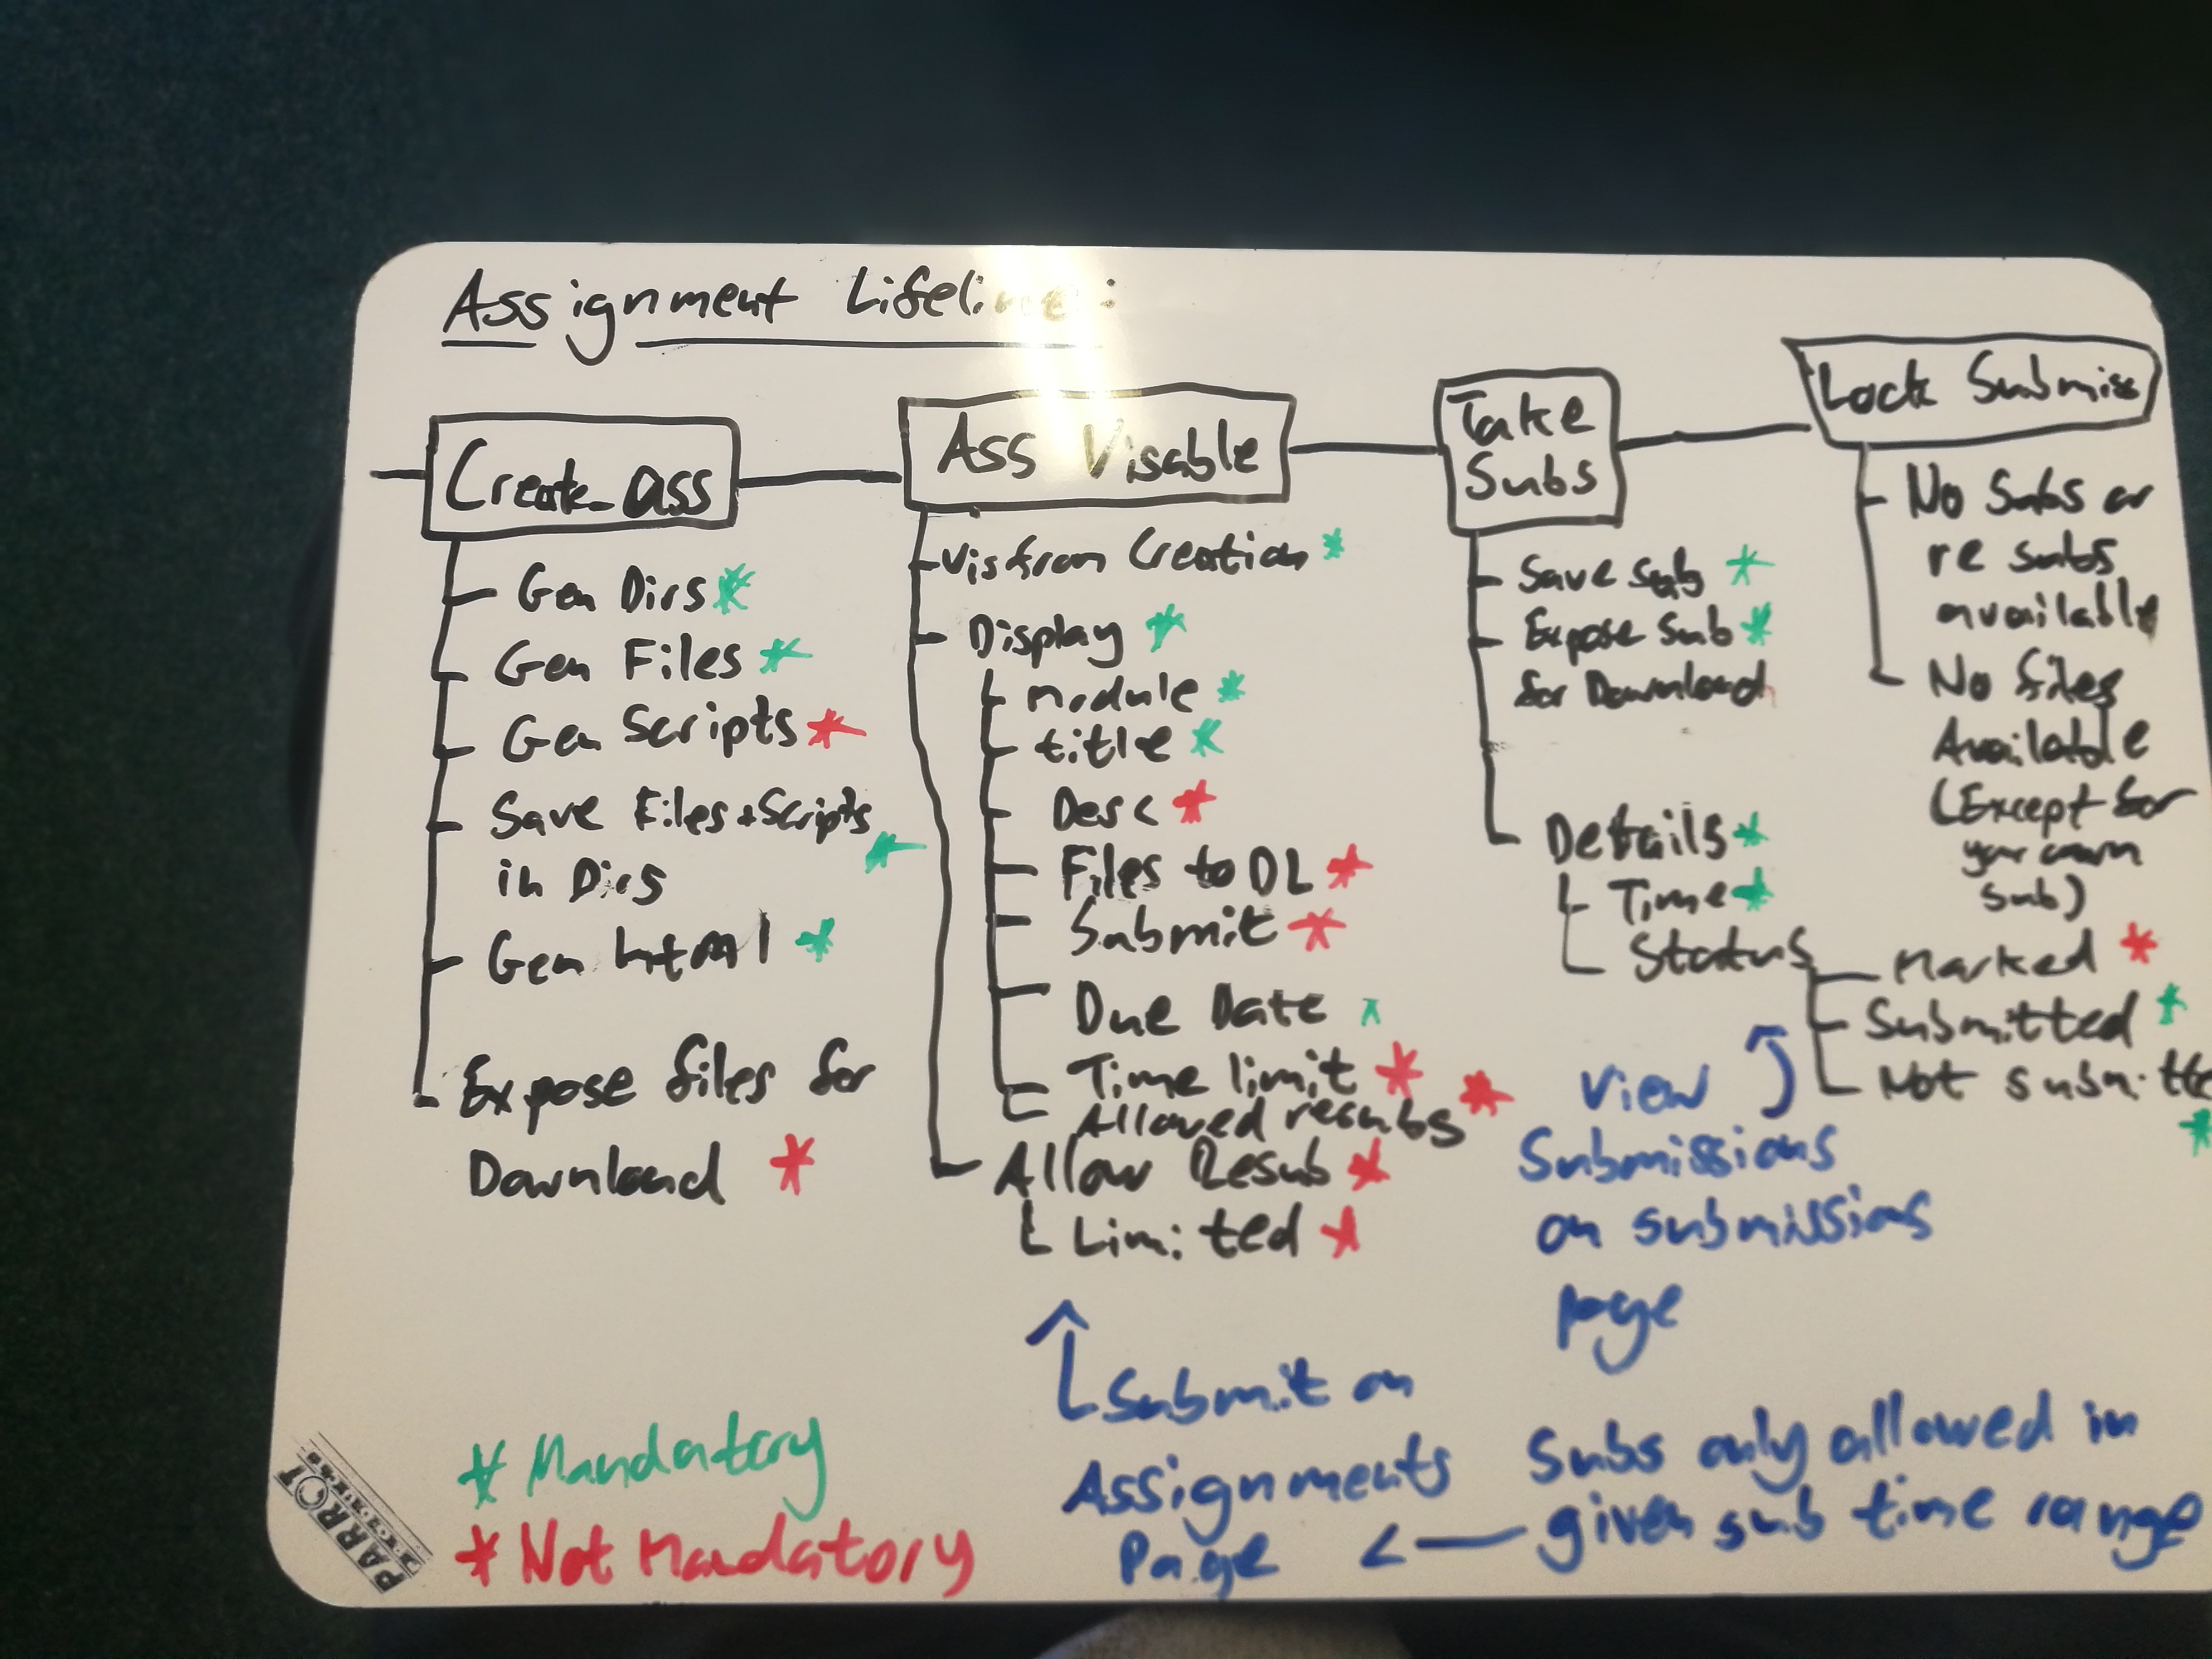 Assignment Lifeline:
Create_ass
Gen Dirs *
Gen Files *
Gen Scripts *
Save Files + Scripts
in Dirs *
Gen html *
Expose files for
Download *
Ass Visable
Vis from Creation *
Display *
module *
title *
Desc *
Files to DL *
Submit *
Due Date *
Time limit *
Allowed resubs *
Allow Resub *
Limited *
Take
Subs
Save sub *
Expose Sub *
for Download
Details *
Time *
Status
Marked *
Submitted *
Not submitte
*
Lock Submiss
No Subs or
re subs
available
No files
Available
(Except for
your own
sub)
View
Submissions
on submissions
page
Submit on
Assignments
Page
Subs only allowed in
given sub time range
* Mandatory
* Not Mandatory
PARROT